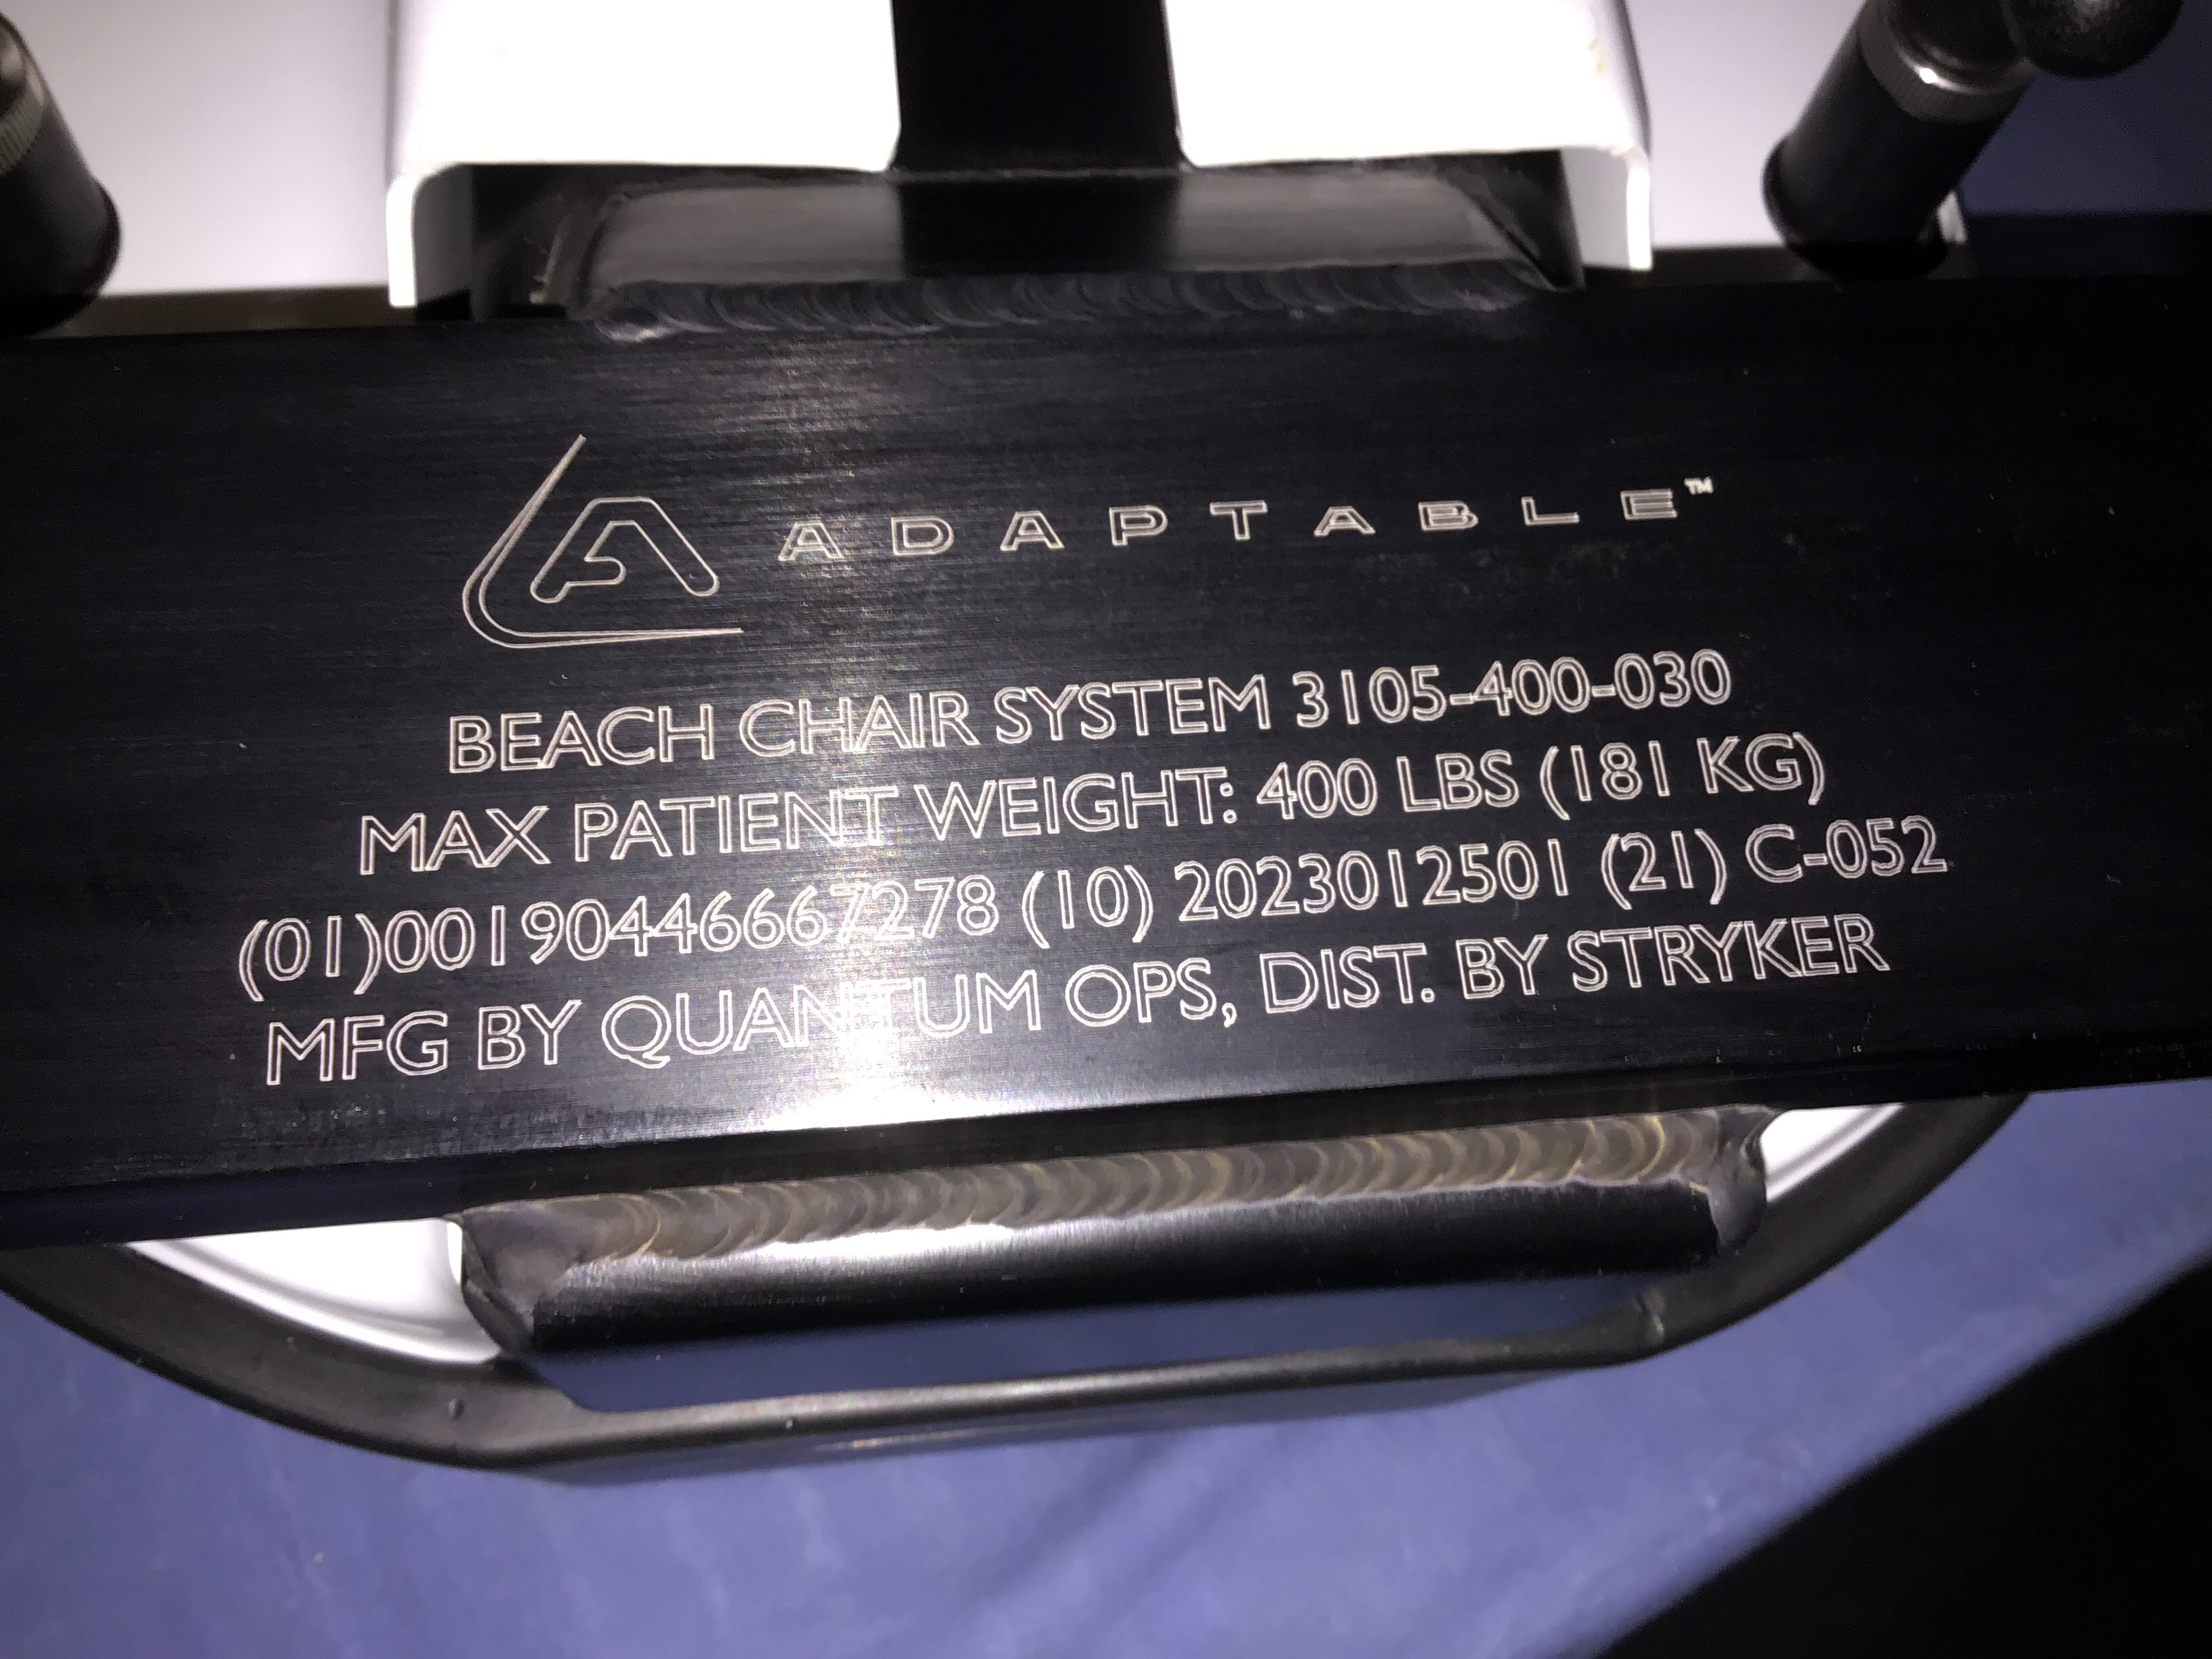 ADAPTABLE™
BEACH CHAIR SYSTEM 3105-400-030
MAX PATIENT WEIGHT: 400 LBS (181 KG)
(01)00190446667278 (10) 2023012501 (21) C-052
MFG BY QUANTUM OPS, DIST. BY STRYKER